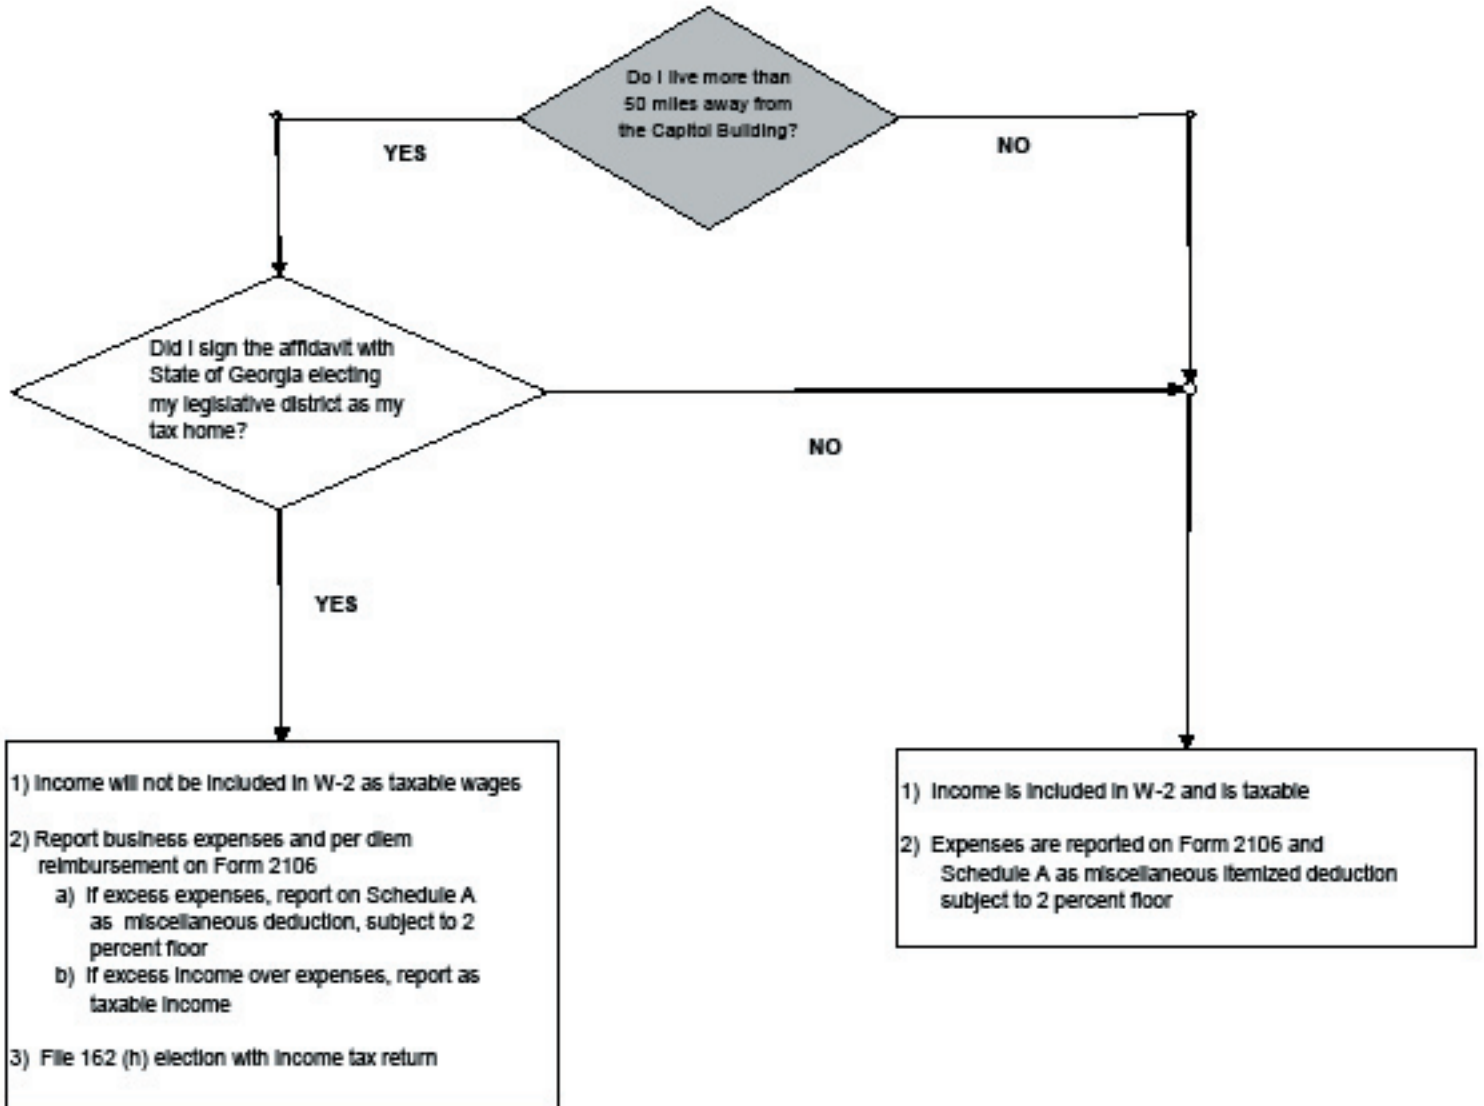 Do I live more than
50 miles away from
the Capitol Building?
YES
NO
Did I sign the affidavit with
State of Georgia electing
my legislative district as my
tax home?
NO
YES
1) Income will not be included in W-2 as taxable wages
2) Report business expenses and per diem
reimbursement on Form 2106
a) If excess expenses, report on Schedule A
as miscellaneous deduction, subject to 2
percent floor
b) If excess income over expenses, report as
taxable income
3) File 162 (h) election with income tax return
1) Income is included in W-2 and is taxable
2) Expenses are reported on Form 2106 and
Schedule A as miscellaneous itemized deduction
subject to 2 percent floor